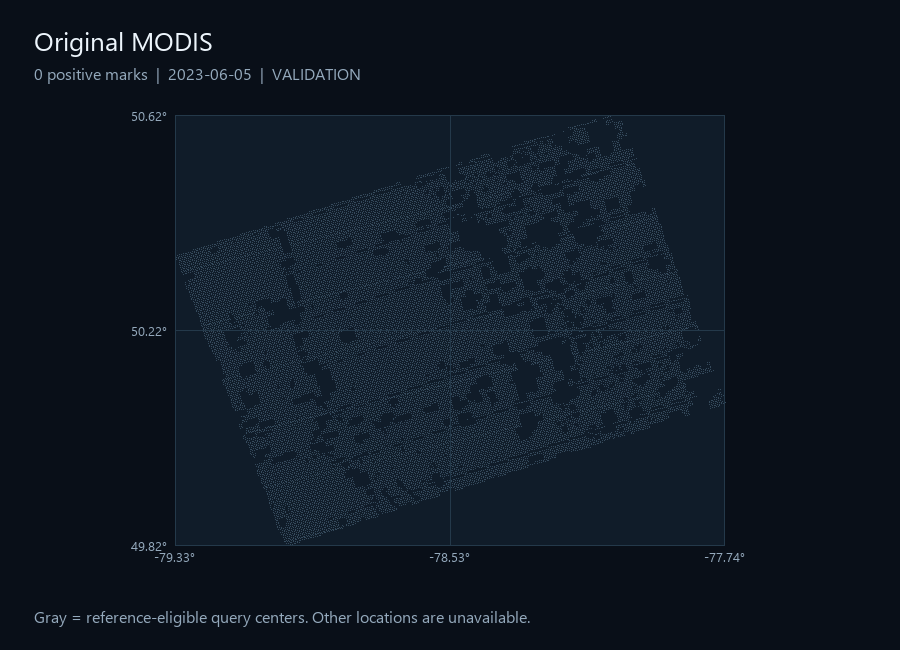 Original MODIS
0 positive marks | 2023-06-05 | VALIDATION
50.62°
50.22°
49.82°
-79.33°
-78.53°
-77.74°
Gray = reference-eligible query centers. Other locations are unavailable.